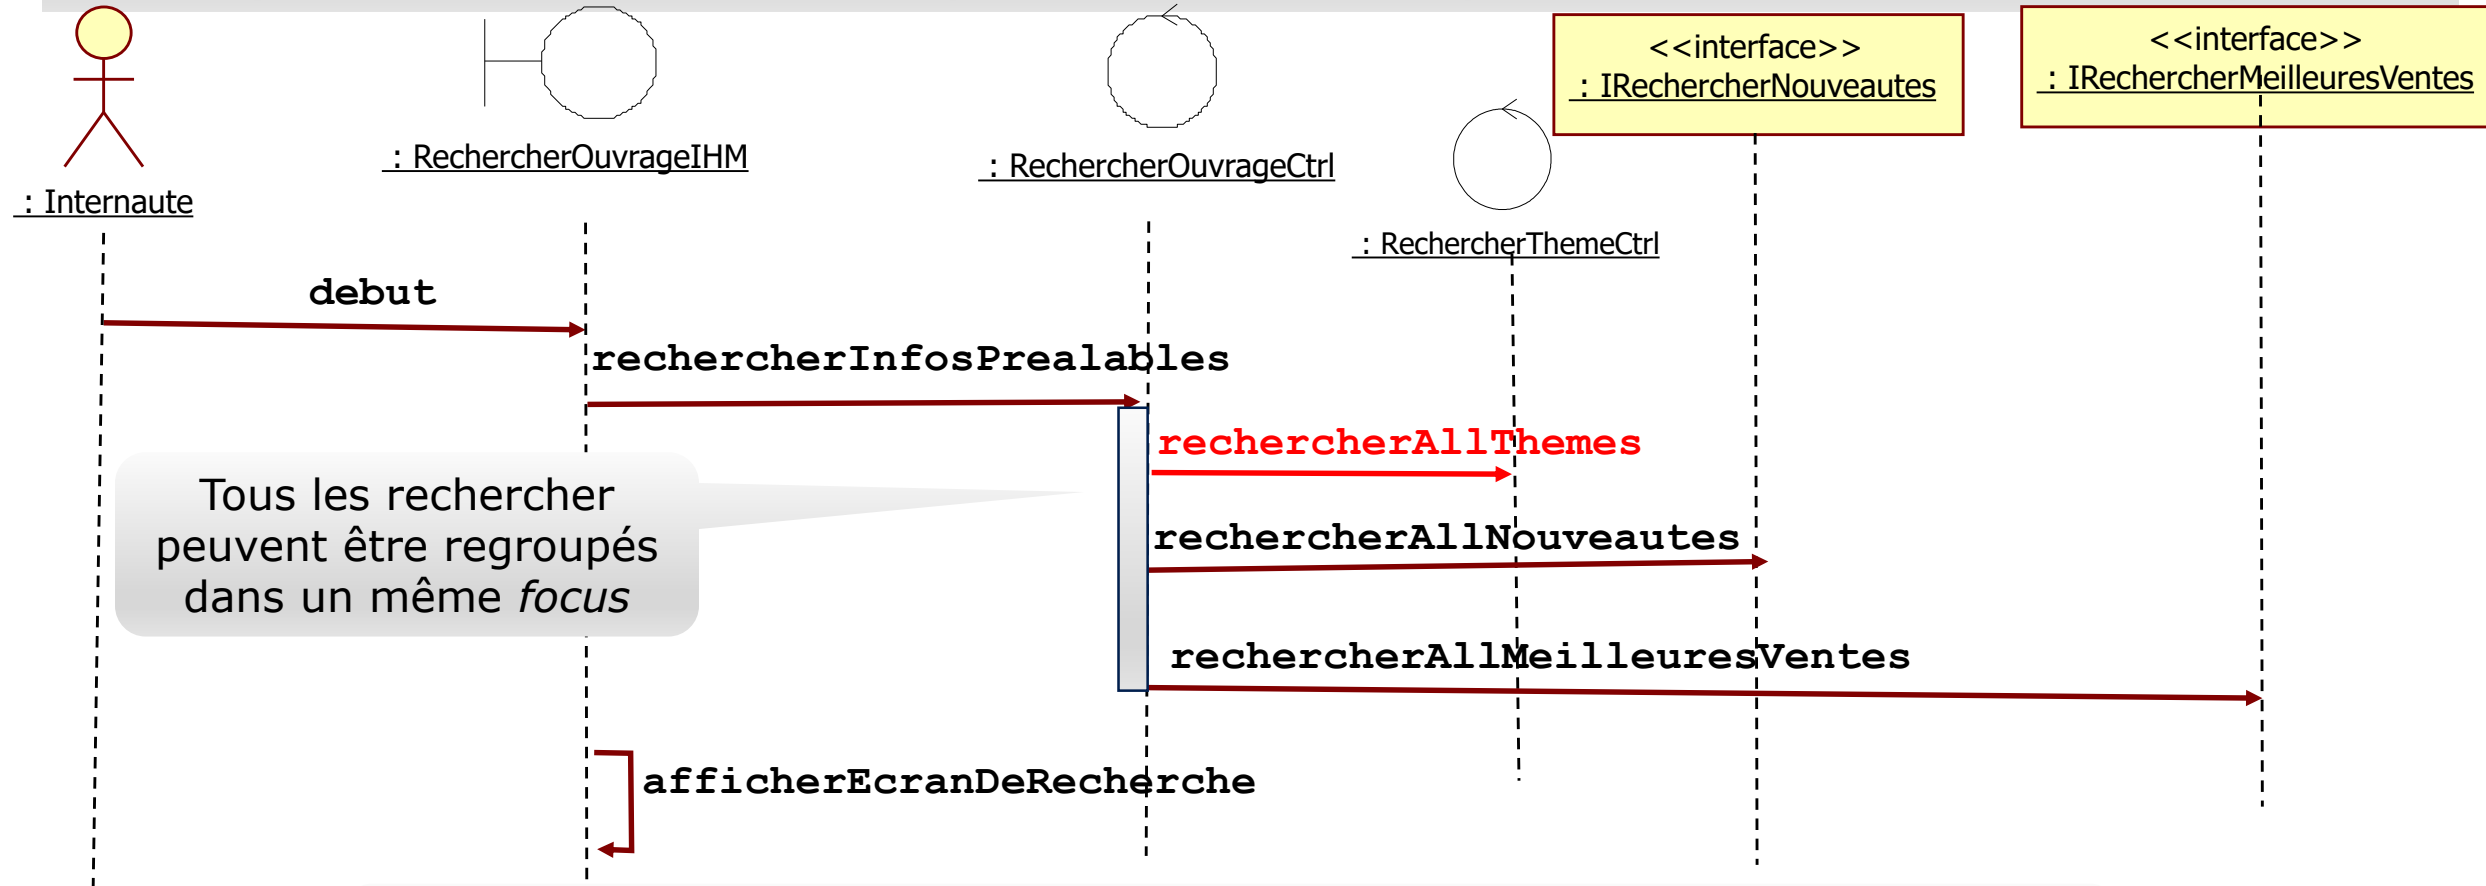 <<interface>>
: IRechercherNouveautes
<<interface>>
: IRechercherMeilleuresVentes
: RechercherOuvrageIHM
: RechercherOuvrageCtrl
: Internaute
: RechercherThemeCtrl
debut
rechercherInfosPrealables
rechercherAllThemes
Tous les rechercher
peuvent être regroupés
dans un même focus
rechercherAllNouveautes
rechercherAllMeilleuresVentes
afficherEcranDeRecherche